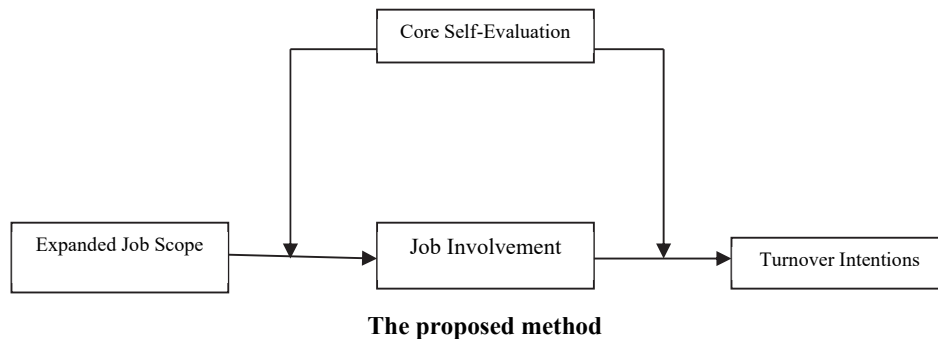 Core Self-Evaluation
Expanded Job Scope
Job Involvement
Turnover Intentions
The proposed method